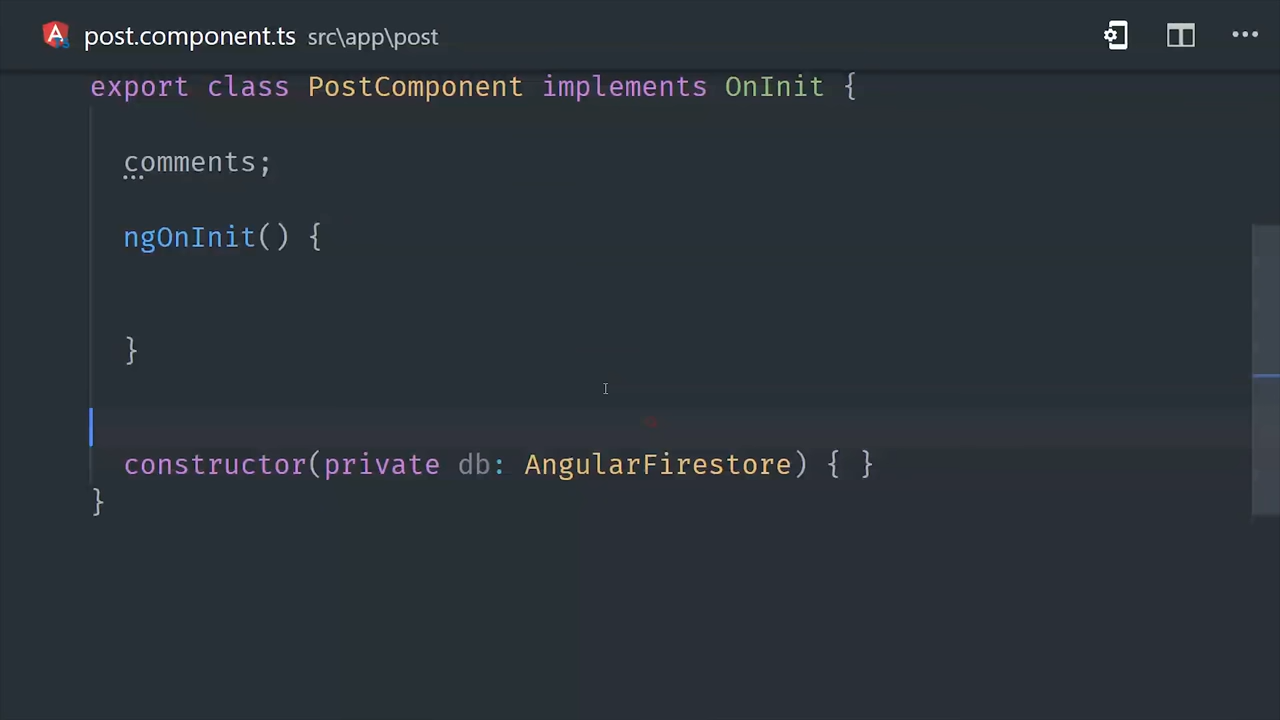 post.component.ts src\app\post
export class PostComponent implements OnInit {
comments;
ngOnInit() {
}
constructor(private db: AngularFirestore) { }
}